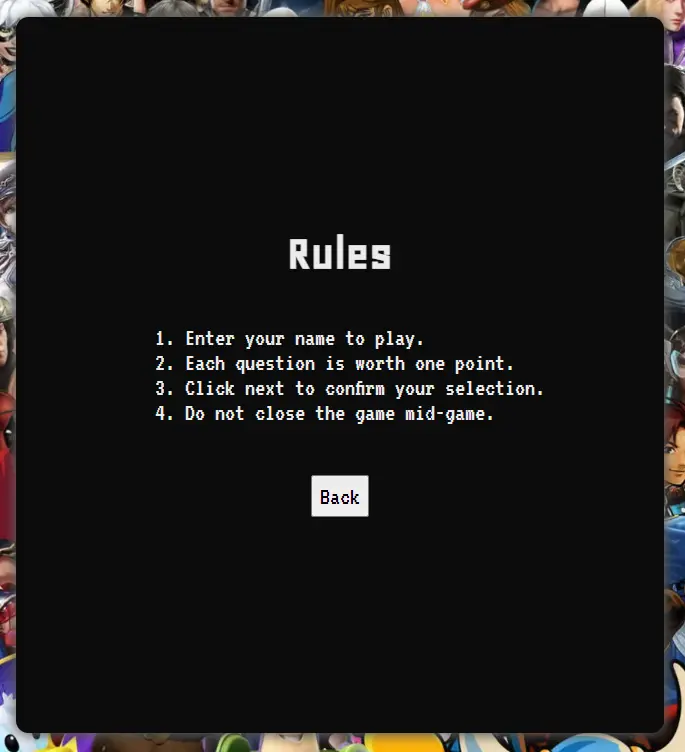 Rules
1. Enter your name to play.
2. Each question is worth one point.
3. Click next to confirm your selection.
4. Do not close the game mid-game.
Back